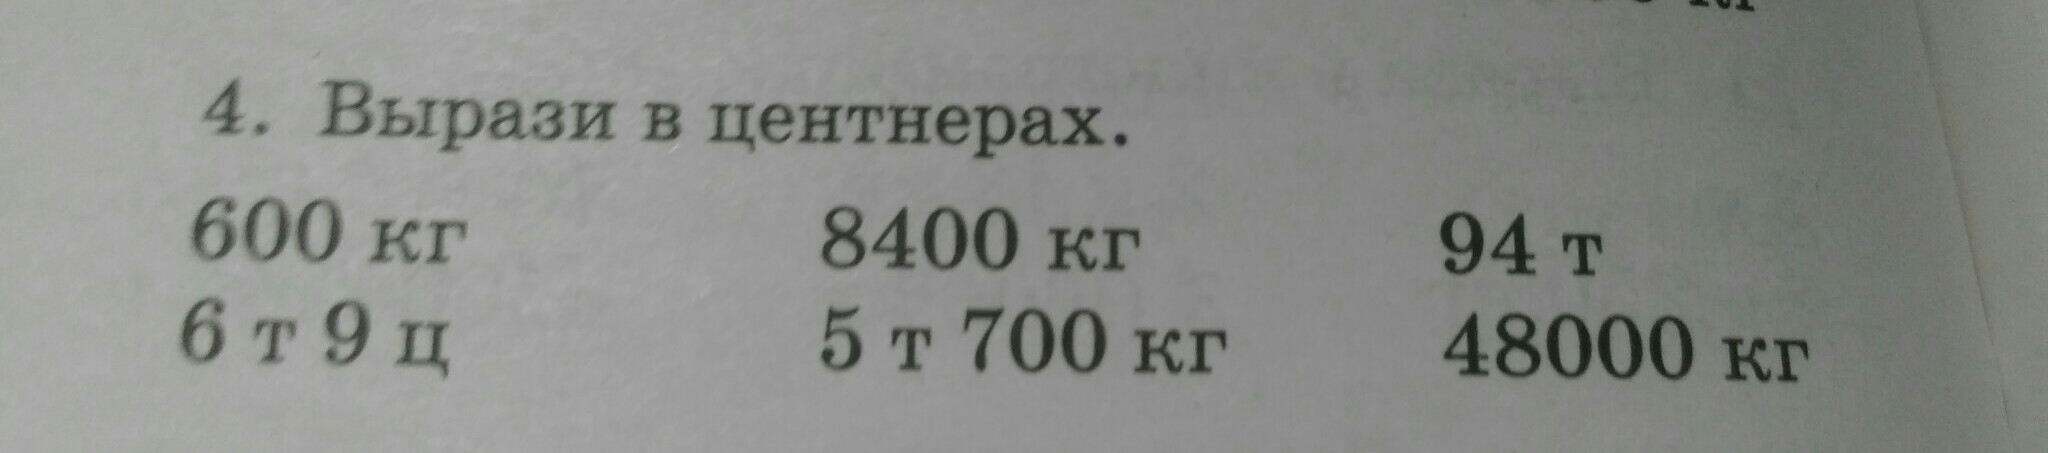 4. Вырази в центнерах.
600 кг 8400 кг 94 т
6 т 9 ц 5 т 700 кг 48000 кг